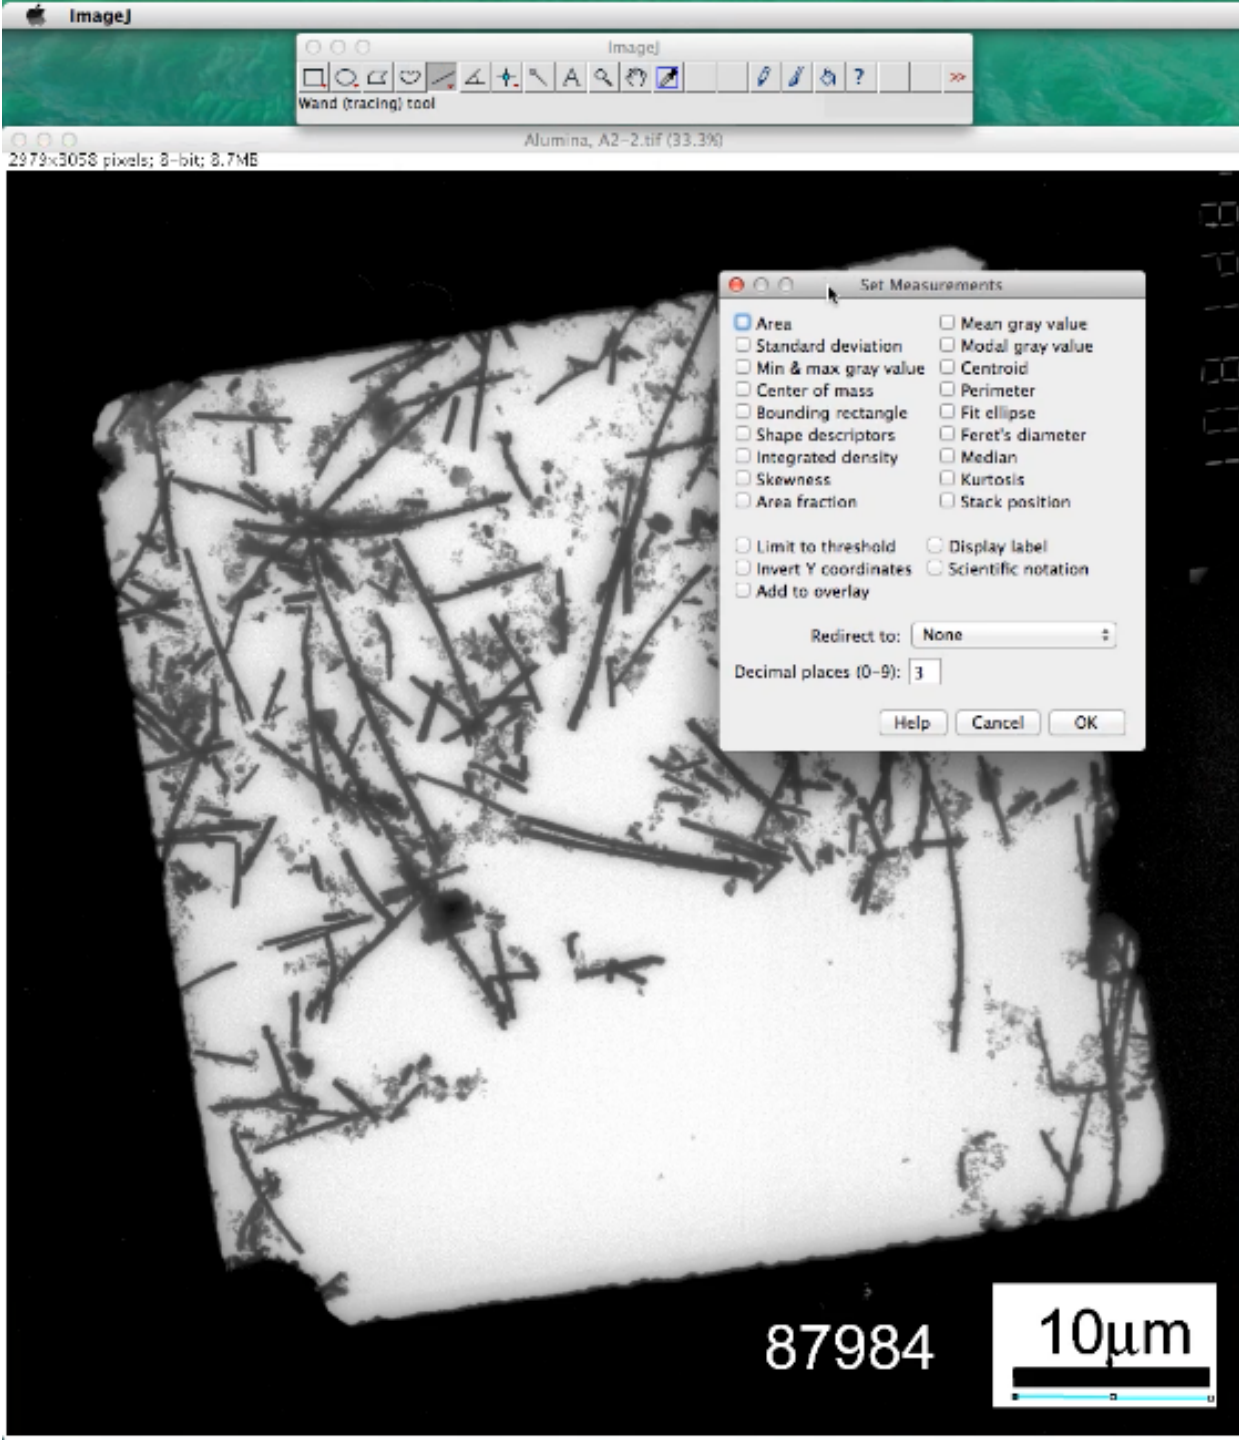 ImageJ
ImageJ
Wand (tracing) tool
Alumina, A2-2.tif (33.3%)
2979x3058 pixels; 8-bit; 8.7MB
Set Measurements
Area
Mean gray value
Standard deviation
Modal gray value
Min & max gray value
Centroid
Center of mass
Perimeter
Bounding rectangle
Fit ellipse
Shape descriptors
Feret's diameter
Integrated density
Median
Skewness
Kurtosis
Area fraction
Stack position
Limit to threshold
Display label
Invert Y coordinates
Scientific notation
Add to overlay
Redirect to: None
Decimal places (0-9): 3
Help Cancel OK
87984
10μm